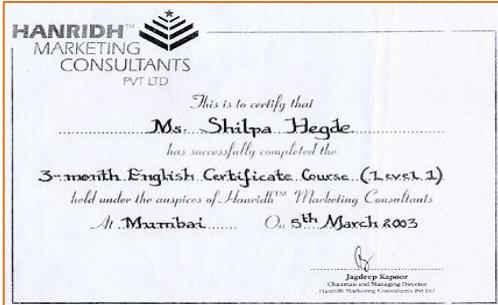 HANRIDH™
MARKETING
CONSULTANTS
PVT LTD
This is to certify that
Ms. Shilpa Hegde
has successfully completed the
3-month English Certificate Course (Level 1)
held under the auspices of Hanridh™ Marketing Consultants
At Mumbai On 5th March 2003
Jagdeep Kapoor
Chairman and Managing Director
Hanridh Marketing Consultants Pvt Ltd